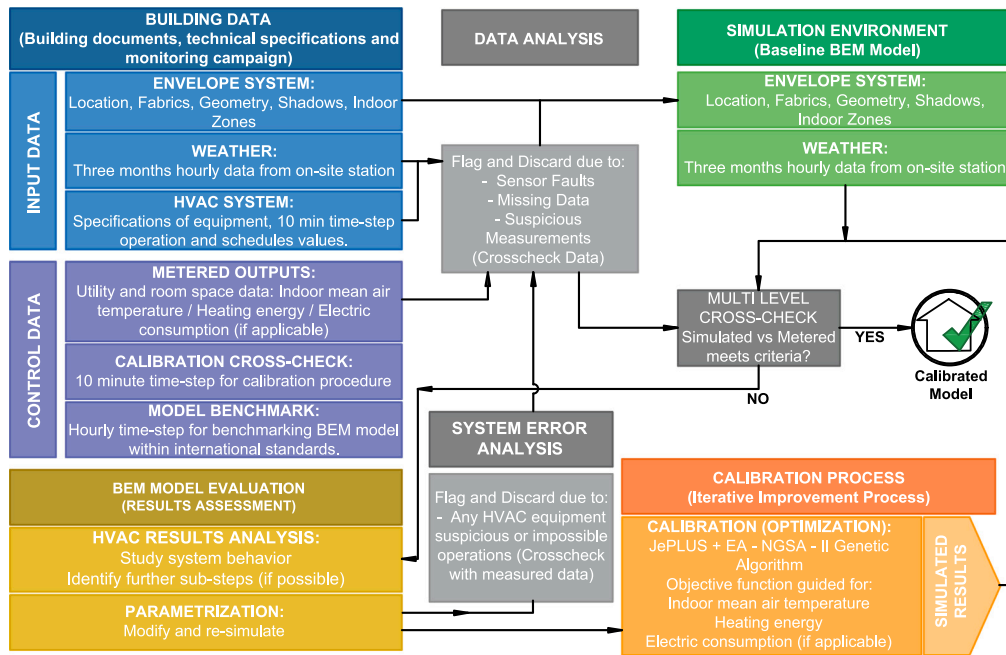 BUILDING DATA
(Building documents, technical specifications and
monitoring campaign)
INPUT DATA
ENVELOPE SYSTEM:
Location, Fabrics, Geometry, Shadows, Indoor
Zones
WEATHER:
Three months hourly data from on-site station
HVAC SYSTEM:
Specifications of equipment, 10 min time-step
operation and schedules values.
CONTROL DATA
METERED OUTPUTS:
Utility and room space data: Indoor mean air
temperature / Heating energy / Electric
consumption (if applicable)
CALIBRATION CROSS-CHECK:
10 minute time-step for calibration procedure
MODEL BENCHMARK:
Hourly time-step for benchmarking BEM model
within international standards.
DATA ANALYSIS
Flag and Discard due to:
- Sensor Faults
- Missing Data
- Suspicious
Measurements
(Crosscheck Data)
SIMULATION ENVIRONMENT
(Baseline BEM Model)
ENVELOPE SYSTEM:
Location, Fabrics, Geometry, Shadows,
Indoor Zones
WEATHER:
Three months hourly data from on-site station
MULTI LEVEL
CROSS-CHECK
Simulated vs Metered
meets criteria?
YES
NO
Calibrated
Model
SYSTEM ERROR
ANALYSIS
Flag and Discard due to:
- Any HVAC equipment
suspicious or impossible
operations (Crosscheck
with measured data)
BEM MODEL EVALUATION
(RESULTS ASSESSMENT)
HVAC RESULTS ANALYSIS:
Study system behavior
Identify further sub-steps (if possible)
PARAMETRIZATION:
Modify and re-simulate
CALIBRATION PROCESS
(Iterative Improvement Process)
CALIBRATION (OPTIMIZATION):
JePLUS + EA - NGSA - II Genetic
Algorithm
Objective function guided for:
Indoor mean air temperature
Heating energy
Electric consumption (if applicable)
SIMULATED
RESULTS